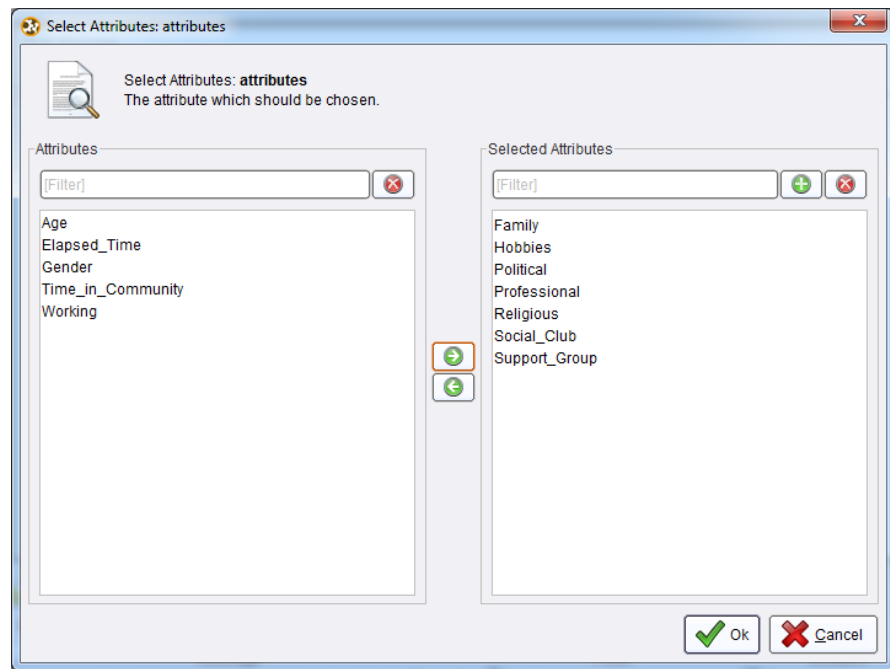 Select Attributes: attributes
Select Attributes: attributes
The attribute which should be chosen.
Attributes
[Filter]
Age
Elapsed_Time
Gender
Time_in_Community
Working
Selected Attributes
[Filter]
Family
Hobbies
Political
Professional
Religious
Social_Club
Support_Group
Ok
Cancel